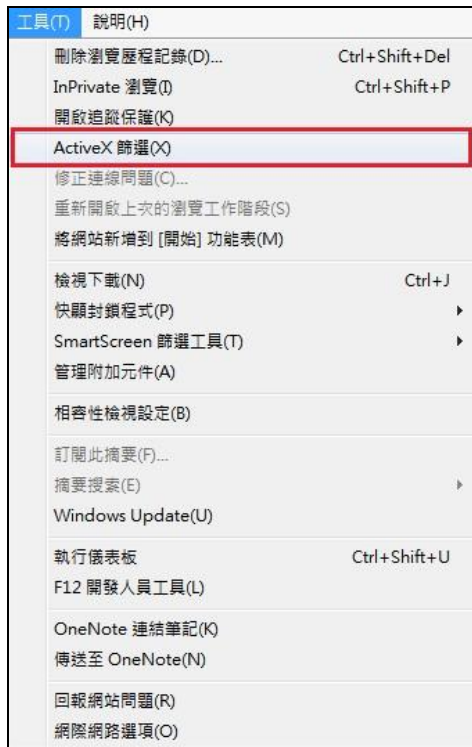 工具(T) 說明(H)
刪除瀏覽歷程記錄(D)... Ctrl+Shift+Del
InPrivate 瀏覽(I) Ctrl+Shift+P
開啟追蹤保護(K)
ActiveX 篩選(X)
修正連線問題(C)...
重新開啟上次的瀏覽工作階段(S)
將網站新增到 [開始] 功能表(M)
檢視下載(N) Ctrl+J
快顯封鎖程式(P)
SmartScreen 篩選工具(T)
管理附加元件(A)
相容性檢視設定(B)
訂閱此摘要(F)...
摘要搜索(E)
Windows Update(U)
執行儀表板 Ctrl+Shift+U
F12 開發人員工具(L)
OneNote 連結筆記(K)
傳送至 OneNote(N)
回報網站問題(R)
網際網路選項(O)